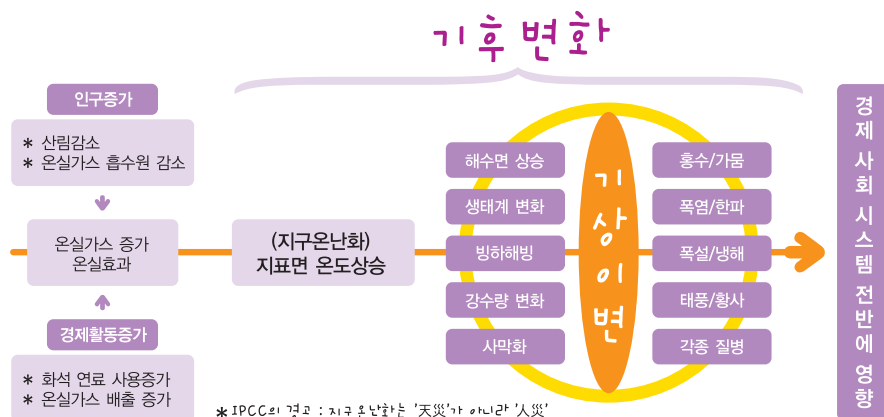 기후 변화
인구증가
* 산림감소
* 온실가스 흡수원 감소
온실가스 증가
온실효과
경제활동증가
* 화석 연료 사용증가
* 온실가스 배출 증가
(지구온난화)
지표면 온도상승
해수면 상승
생태계 변화
빙하해빙
강수량 변화
사막화
기상이변
홍수/가뭄
폭염/한파
폭설/냉해
태풍/황사
각종 질병
경제 사회 시스템 전반에 영향
* IPCC의 경고 : 지구온난화는 '天災'가 아니라 '人災'